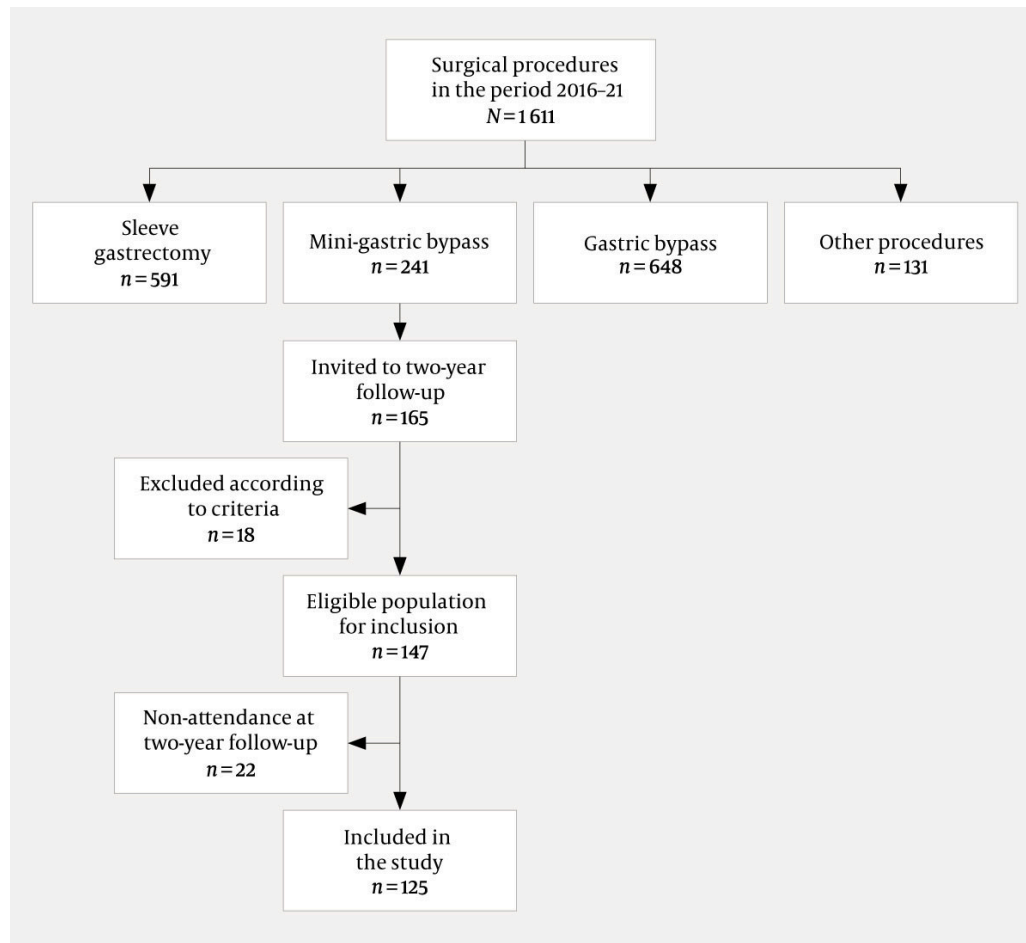 Surgical procedures
in the period 2016–21
N=1 611
Sleeve
gastrectomy
n=591
Mini-gastric bypass
n=241
Gastric bypass
n=648
Other procedures
n=131
Invited to two-year
follow-up
n=165
Excluded according
to criteria
n=18
Eligible population
for inclusion
n=147
Non-attendance at
two-year follow-up
n=22
Included in
the study
n=125